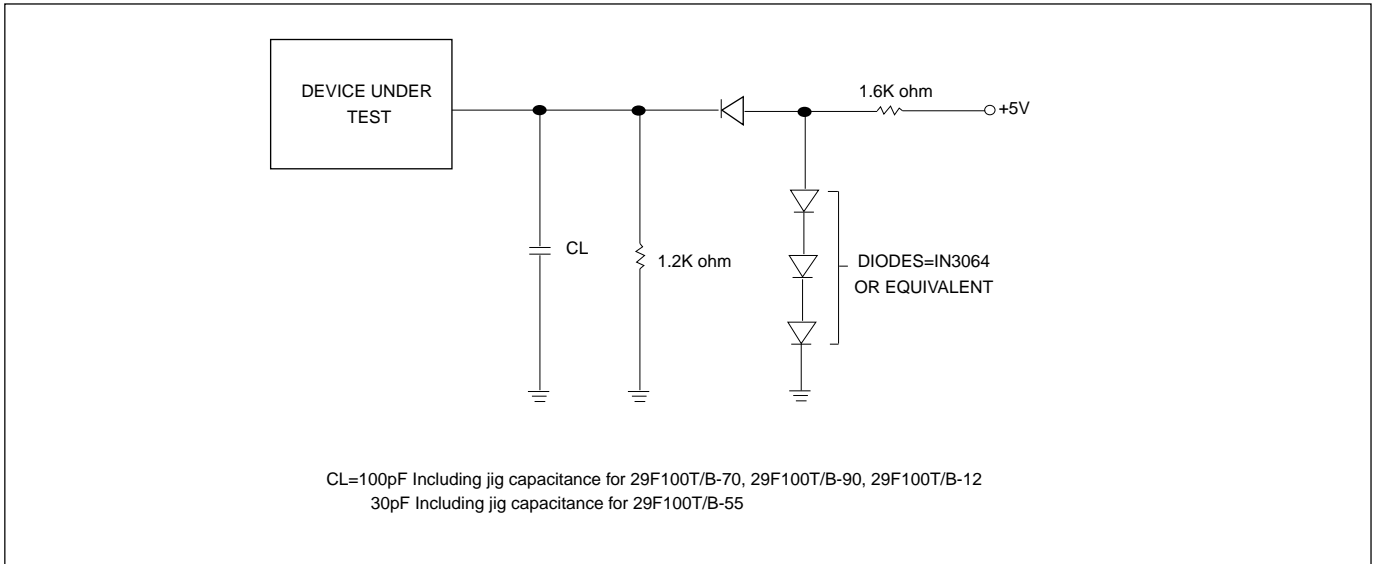 DEVICE UNDER
TEST
1.6K ohm
+5V
CL
1.2K ohm
DIODES=IN3064
OR EQUIVALENT
CL=100pF Including jig capacitance for 29F100T/B-70, 29F100T/B-90, 29F100T/B-12
30pF Including jig capacitance for 29F100T/B-55